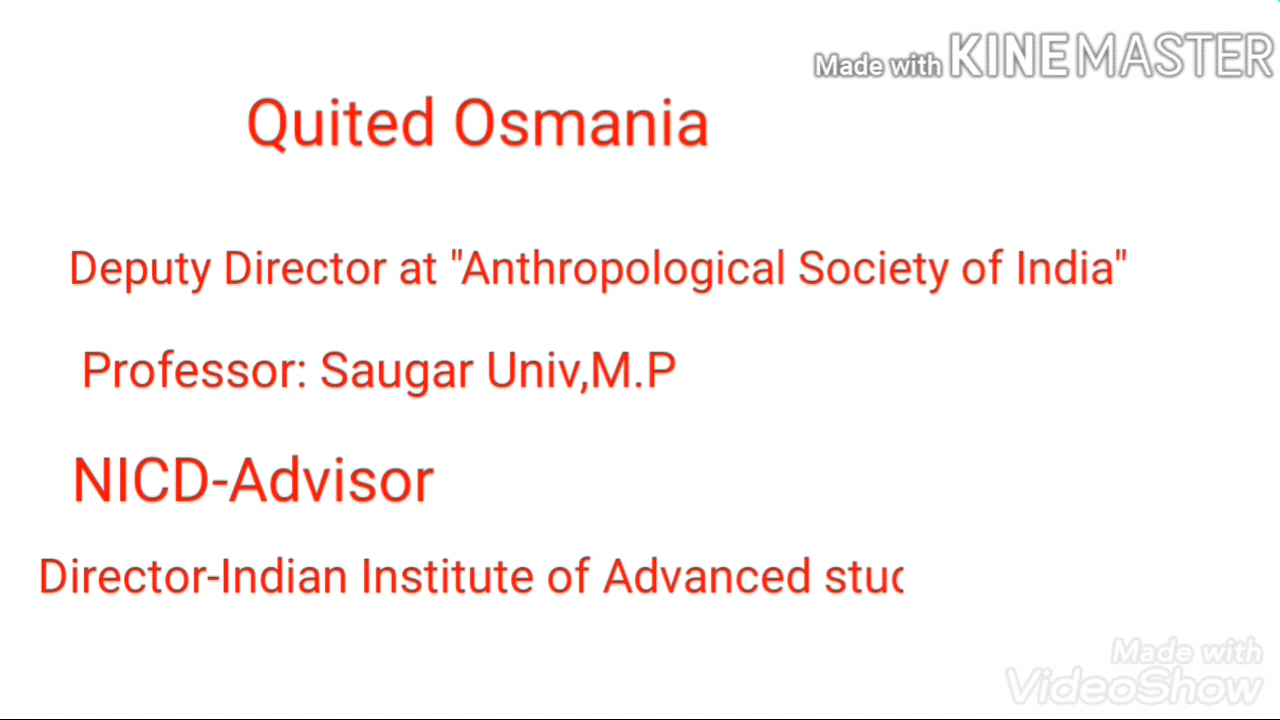 Made with KINEMASTER
Quited Osmania
Deputy Director at "Anthropological Society of India"
Professor: Saugar Univ,M.P
NICD-Advisor
Director-Indian Institute of Advanced
Made with
VideoShow